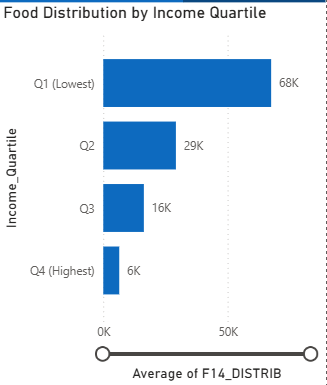 Food Distribution by Income Quartile
Income_Quartile
Q1 (Lowest) 68K
Q2 29K
Q3 16K
Q4 (Highest) 6K
0K 50K
Average of F14_DISTRIB